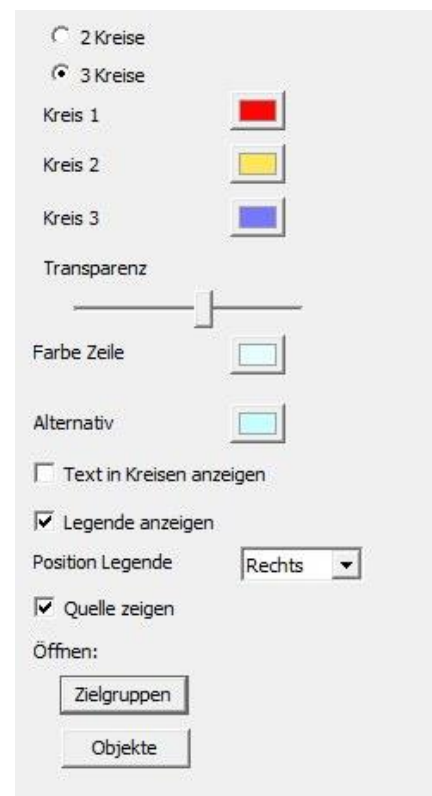 2 Kreise
3 Kreise
Kreis 1
Kreis 2
Kreis 3
Transparenz
Farbe Zeile
Alternativ
Text in Kreisen anzeigen
Legende anzeigen
Position Legende Rechts
Quelle zeigen
Öffnen:
Zielgruppen
Objekte